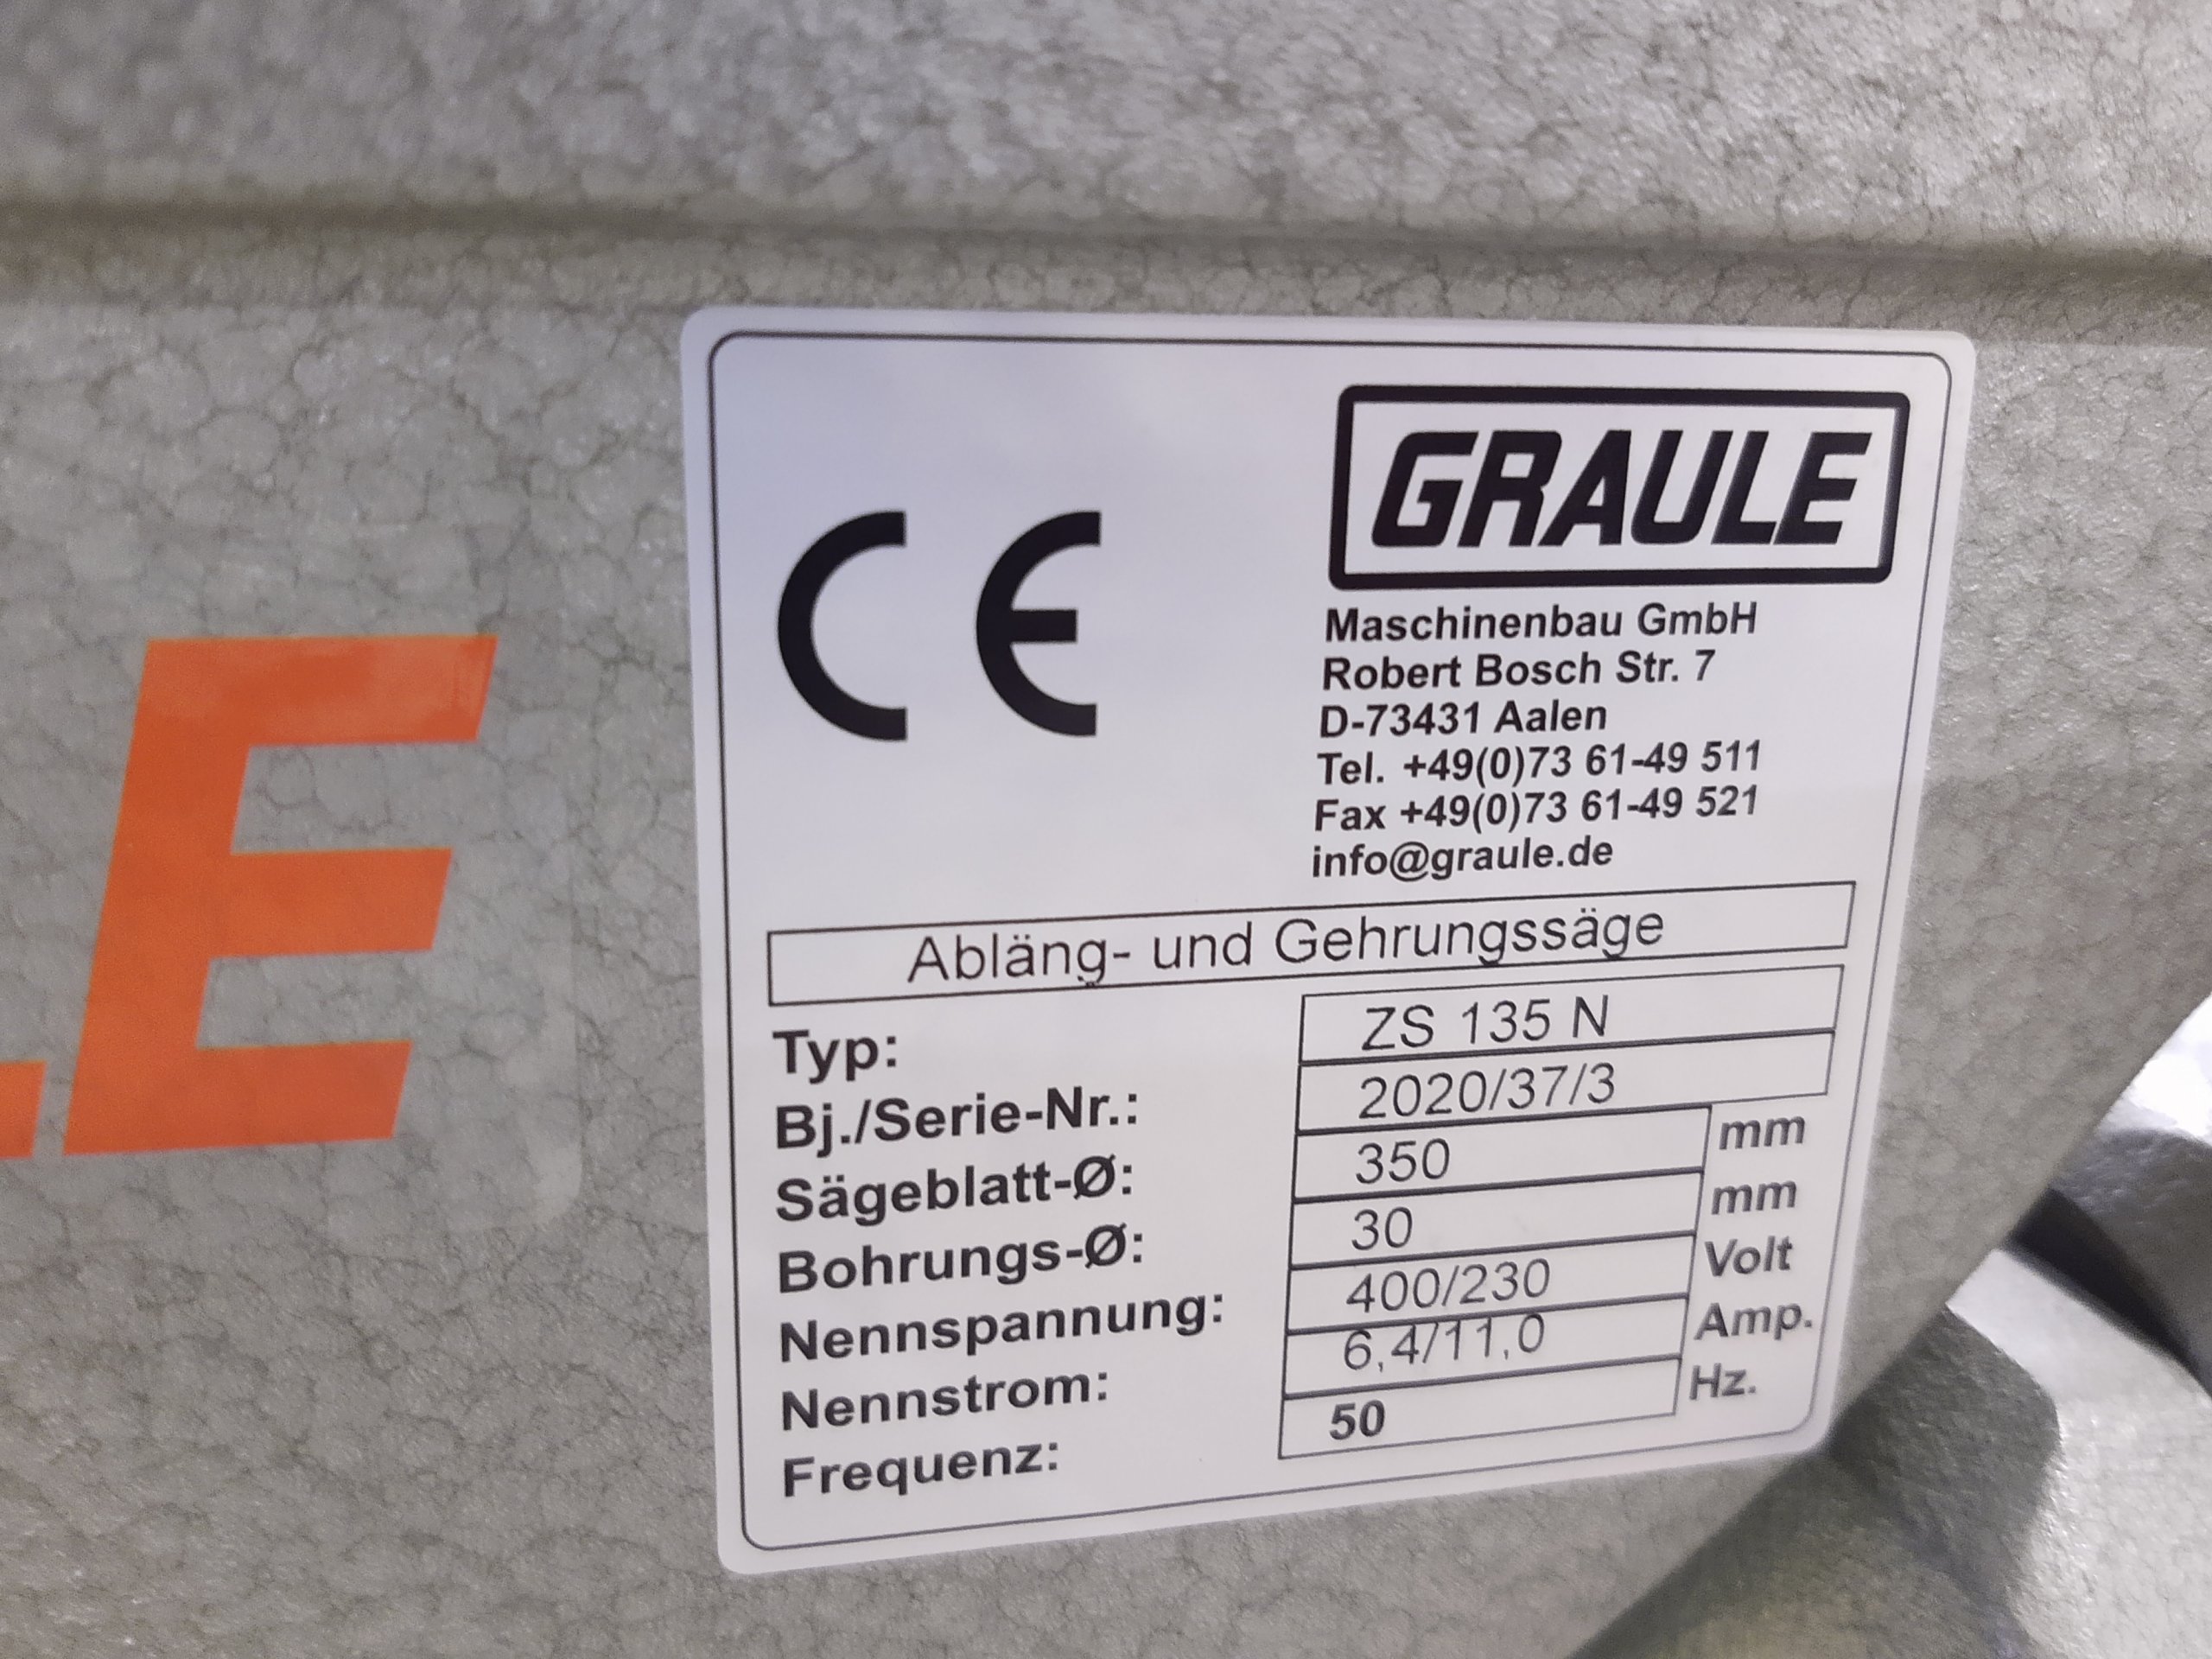 LE
CE
GRAULE
Maschinenbau GmbH
Robert Bosch Str. 7
D-73431 Aalen
Tel. +49(0)73 61-49 511
Fax +49(0)73 61-49 521
info@graule.de
Abläng- und Gehrungssäge
Typ: ZS 135 N
Bj./Serie-Nr.: 2020/37/3
Sägeblatt-Ø: 350 mm
Bohrungs-Ø: 30 mm
Nennspannung: 400/230 Volt
Nennstrom: 6,4/11,0 Amp.
Frequenz: 50 Hz.